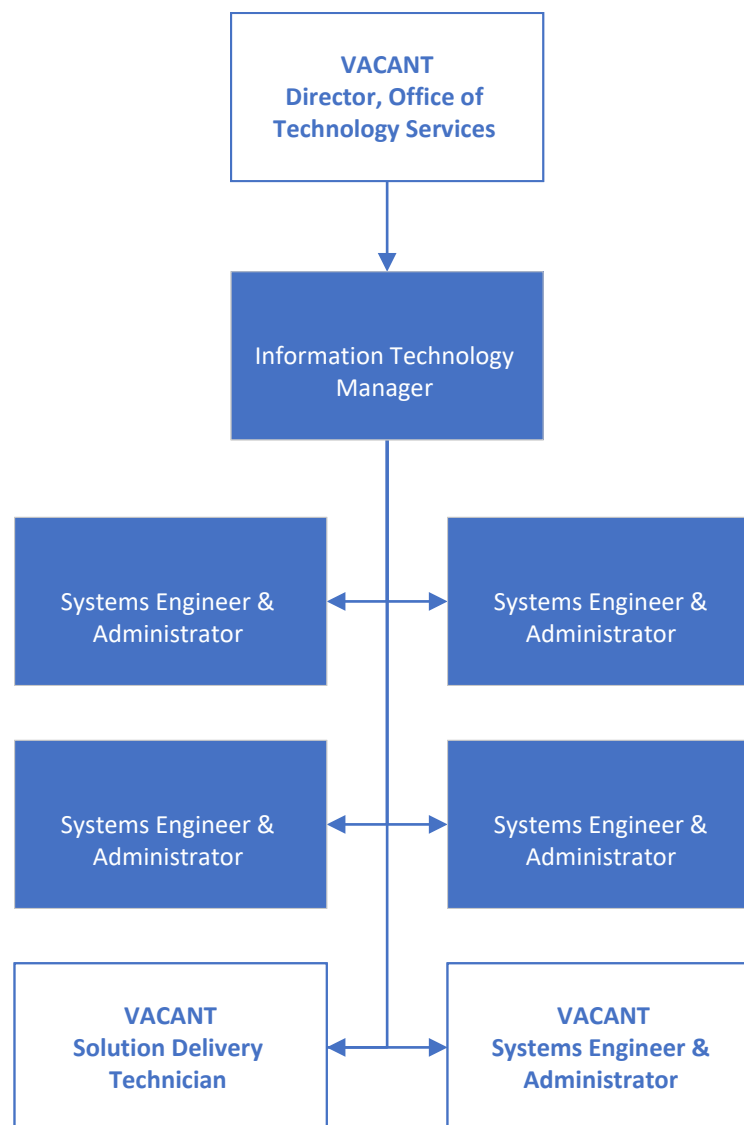 VACANT
Director, Office of
Technology Services
Information Technology
Manager
Systems Engineer &
Administrator
Systems Engineer &
Administrator
Systems Engineer &
Administrator
Systems Engineer &
Administrator
VACANT
Solution Delivery
Technician
VACANT
Systems Engineer &
Administrator